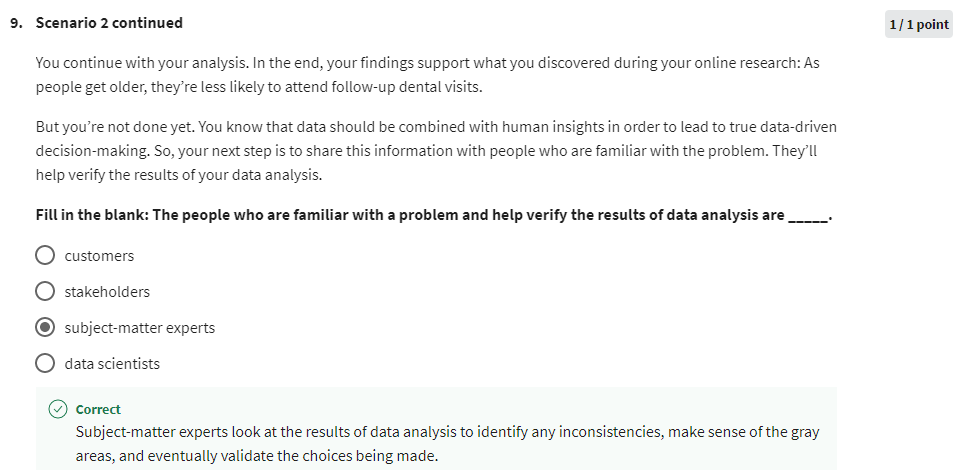 9. Scenario 2 continued
1 / 1 point
You continue with your analysis. In the end, your findings support what you discovered during your online research: As
people get older, they’re less likely to attend follow-up dental visits.
But you’re not done yet. You know that data should be combined with human insights in order to lead to true data-driven
decision-making. So, your next step is to share this information with people who are familiar with the problem. They’ll
help verify the results of your data analysis.
Fill in the blank: The people who are familiar with a problem and help verify the results of data analysis are _____.
customers
stakeholders
subject-matter experts
data scientists
Correct
Subject-matter experts look at the results of data analysis to identify any inconsistencies, make sense of the gray
areas, and eventually validate the choices being made.